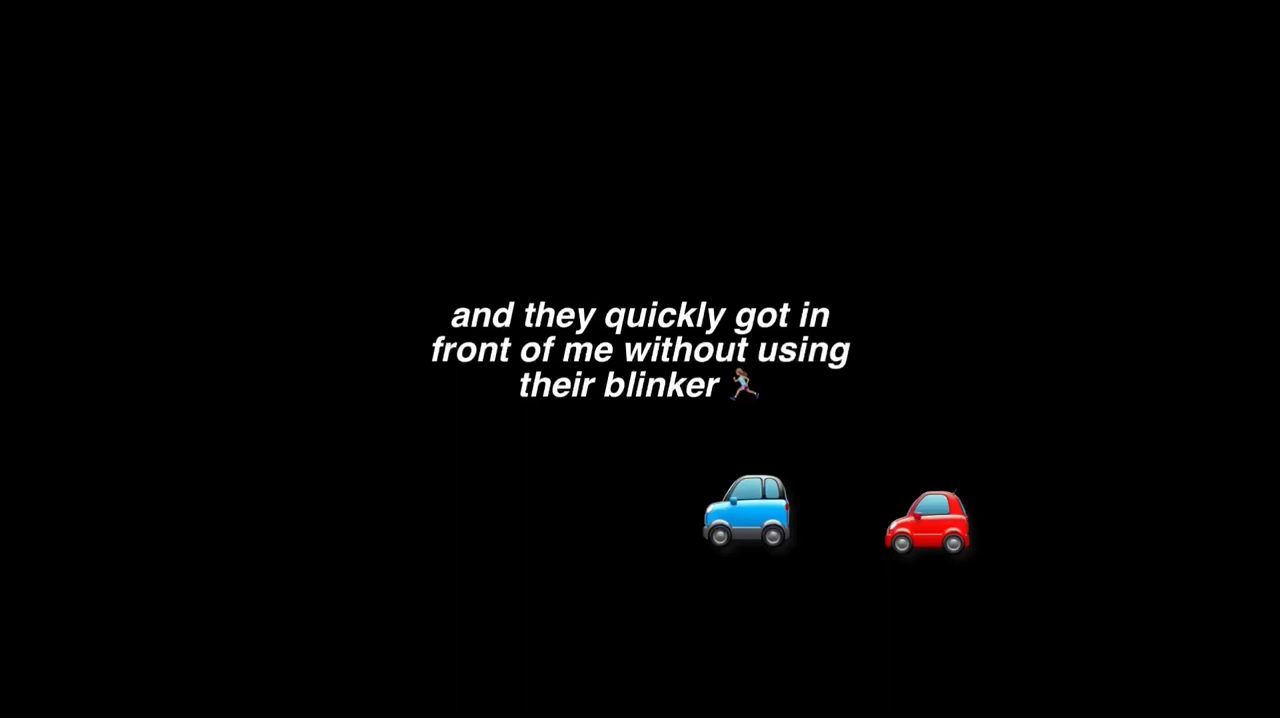 and they quickly got in
front of me without using
their blinker 🏃🏽‍♀️